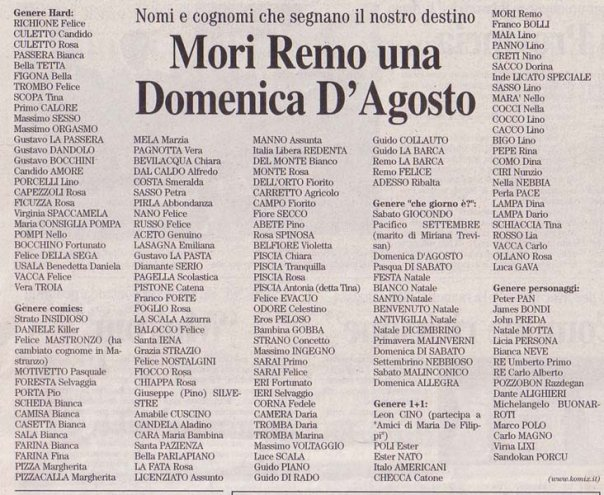 Nomi e cognomi che segnano il nostro destino
Mori Remo una
Domenica D'Agosto
Genere Hard:
RICHIONE Felice
CULETTO Candido
CULETTO Rosa
PASSERA Bianca
Bella TETTA
FIGONA Bella
TROMBO Felice
SCOPA Tina
Primo CALORE
Massimo SESSO
Massimo ORGASMO
Gustavo LA PASSERA
Gustavo DANDOLO
Gustavo BOCCHINI
Candido AMORE
PORCELLI Lino
CAPEZZOLI Rosa
FICUZZA Rosa
Virginia SPACCAMELA
Maria CONSIGLIA POMPA
POMPI Nello
BOCCHINO Fortunato
Felice DELLA SEGA
USALA Benedetta Daniela
VACCA Felice
Vera TROIA
Genere comics:
Strato INSIDIOSO
DANIELE Killer
Felice MASTRONZO (ha
cambiato cognome in Ma-
stranzo)
MOTIVETTO Pasquale
FORESTA Selvaggia
PORTA Pio
SCHEDA Bianca
CAMISA Bianca
CASETTA Bianca
SALA Bianca
FARINA Bianca
FARINA Fina
PIZZA Margherita
PIZZACALLA Margherita
MELA Marzia
PAGNOTTA Vera
BEVILACQUA Chiara
DAL CALDO Alfredo
COSTA Smeralda
SASSO Petra
PIRLA Abbondanza
NANO Felice
RUSSO Felice
ACETO Genuino
LASAGNA Emiliana
Gustavo LA PASTA
Diamante SERIO
PAGELLA Scolastica
PISTONE Catena
Franco FORTE
FOGLIO Rosa
LA SCALA Azzurra
BALOCCO Felice
Santa IENA
Grazia STRAZIO
Felice NOSTALGINI
FIOCCO Rosa
CHIAPPA Rosa
Giuseppe (Pino) SILVE-
STRE
Amabile CUSCINO
CANDELA Aladino
CARA Maria Bambina
Santa PAZIENZA
Bella PARLAPIANO
LA FATA Rosa
LICENZIATO Assunto
MANNO Assunta
Italia Libera REDENTA
DEL MONTE Bianco
MONTE Rosa
DELL'ORTO Fiorito
CARRETTO Agricolo
CAMPO Fiorito
Fiore SECCO
ABETE Pino
Rosa SPINOSA
BELFIORE Violetta
PISCIA Chiara
PISCIA Tranquilla
PISCIA Rosa
PISCIA Antonia (detta Tina)
Felice EVACUO
ODORE Celestino
Eros PELOSO
Bambina GOBBA
STRANO Concetto
Massimo INGEGNO
SARAI Primo
SARAI Felice
ERI Fortunato
IERI Selvaggio
CORNA Fedele
CAMERA Daria
TROMBA Daria
TROMBA Marina
Massimo VOLTAGGIO
Luce SCALA
Guido PIANO
Guido DI RADO
Guido COLLAUTO
Guido LA BARCA
Remo LA BARCA
Remo FELICE
ADESSO Ribalta
Genere "che giorno è?":
Sabato GIOCONDO
Pacifico SETTEMBRE
(marito di Miriana Trevi-
san)
Domenica D'AGOSTO
Pasqua DI SABATO
FESTA Natale
BIANCO Natale
SANTO Natale
BENVENUTO Natale
ANTIVIGILIA Natale
Natale DICEMBRINO
Primavera MALINVERNI
Domenica DI SABATO
Settembrino NEBBIOSO
Sabato MALINCONICO
Domenica ALLEGRA
Genere 1+1:
Leon CINO (partecipa a
"Amici di Maria De Filip-
pi")
POLI Ester
Ester NATO
Italo AMERICANI
CHECCA Catone
MORI Remo
Franco BOLLI
MAIA Lino
PANNO Lino
CRETI Nino
SACCO Dorina
Inde LICATO SPECIALE
SASSO Lino
MARA' Nello
COCCI Nella
COCCO Lino
CACCO Lino
BIGO Lino
PEPE Rina
COMO Dina
CIRI Nunzio
Nella NEBBIA
Perla PACE
LAMPA Dina
LAMPA Dario
SCHIACCIA Tina
ROSSO Lia
VACCA Carlo
OLLANO Rosa
Luca GAVA
Genere personaggi:
Peter PAN
James BONDI
John PREDA
Natale MOTTA
Licia PERSONA
Bianca NEVE
RE Umberto Primo
RE Carlo Alberto
POZZOBON Razdegan
Dante ALIGHIERI
Michelangelo BUONAR-
ROTI
Marco POLO
Carlo MAGNO
Virna LIXI
Sandokan PORCU
(www.komix.it)